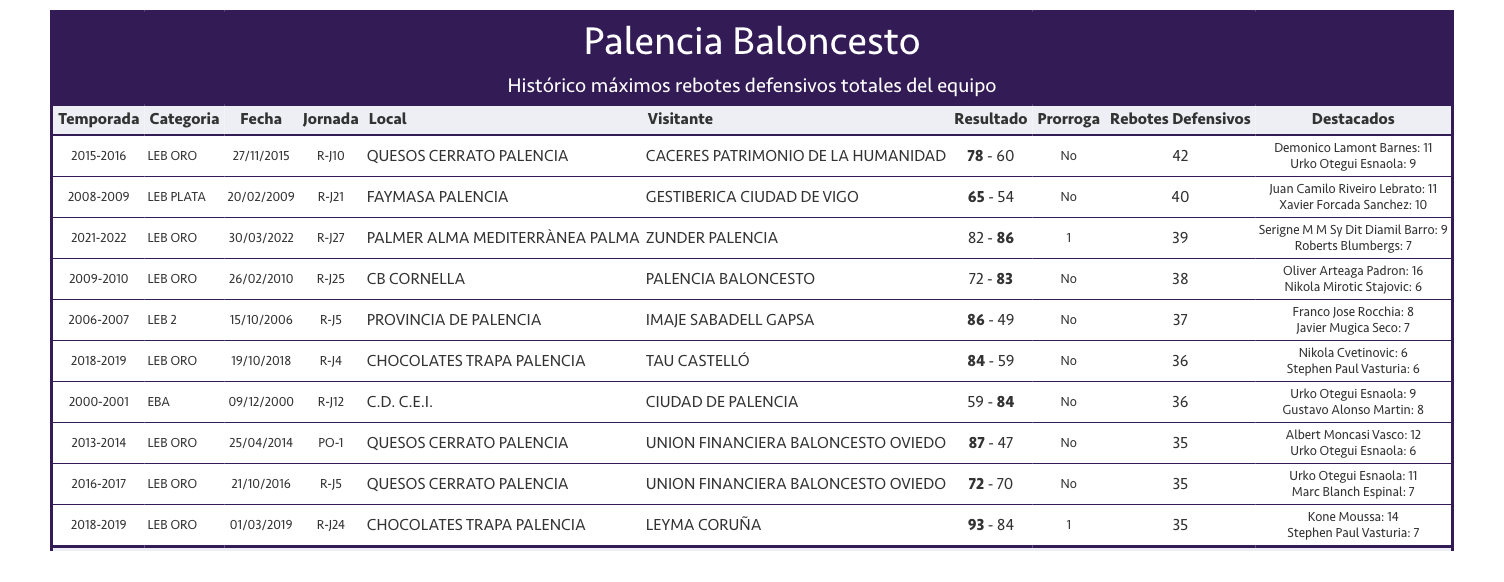 Palencia Baloncesto
Histórico máximos rebotes defensivos totales del equipo
Temporada Categoria Fecha Jornada Local Visitante Resultado Prorroga Rebotes Defensivos Destacados
2015-2016 LEB ORO 27/11/2015 R-J10 QUESOS CERRATO PALENCIA CACERES PATRIMONIO DE LA HUMANIDAD 78 - 60 No 42 Demonico Lamont Barnes: 11
Urko Otegui Esnaola: 9
2008-2009 LEB PLATA 20/02/2009 R-J21 FAYMASA PALENCIA GESTIBERICA CIUDAD DE VIGO 65 - 54 No 40 Juan Camilo Riveiro Lebrato: 11
Xavier Forcada Sanchez: 10
2021-2022 LEB ORO 30/03/2022 R-J27 PALMER ALMA MEDITERRÀNEA PALMA ZUNDER PALENCIA 82 - 86 1 39 Serigne M M Sy Dit Diamil Barro: 9
Roberts Blumbergs: 7
2009-2010 LEB ORO 26/02/2010 R-J25 CB CORNELLA PALENCIA BALONCESTO 72 - 83 No 38 Oliver Arteaga Padron: 16
Nikola Mirotic Stajovic: 6
2006-2007 LEB 2 15/10/2006 R-J5 PROVINCIA DE PALENCIA IMAJE SABADELL GAPSA 86 - 49 No 37 Franco Jose Rocchia: 8
Javier Mugica Seco: 7
2018-2019 LEB ORO 19/10/2018 R-J4 CHOCOLATES TRAPA PALENCIA TAU CASTELLÓ 84 - 59 No 36 Nikola Cvetinovic: 6
Stephen Paul Vasturia: 6
2000-2001 EBA 09/12/2000 R-J12 C.D. C.E.I. CIUDAD DE PALENCIA 59 - 84 No 36 Urko Otegui Esnaola: 9
Gustavo Alonso Martin: 8
2013-2014 LEB ORO 25/04/2014 PO-1 QUESOS CERRATO PALENCIA UNION FINANCIERA BALONCESTO OVIEDO 87 - 47 No 35 Albert Moncasi Vasco: 12
Urko Otegui Esnaola: 6
2016-2017 LEB ORO 21/10/2016 R-J5 QUESOS CERRATO PALENCIA UNION FINANCIERA BALONCESTO OVIEDO 72 - 70 No 35 Urko Otegui Esnaola: 11
Marc Blanch Espinal: 7
2018-2019 LEB ORO 01/03/2019 R-J24 CHOCOLATES TRAPA PALENCIA LEYMA CORUÑA 93 - 84 1 35 Kone Moussa: 14
Stephen Paul Vasturia: 7